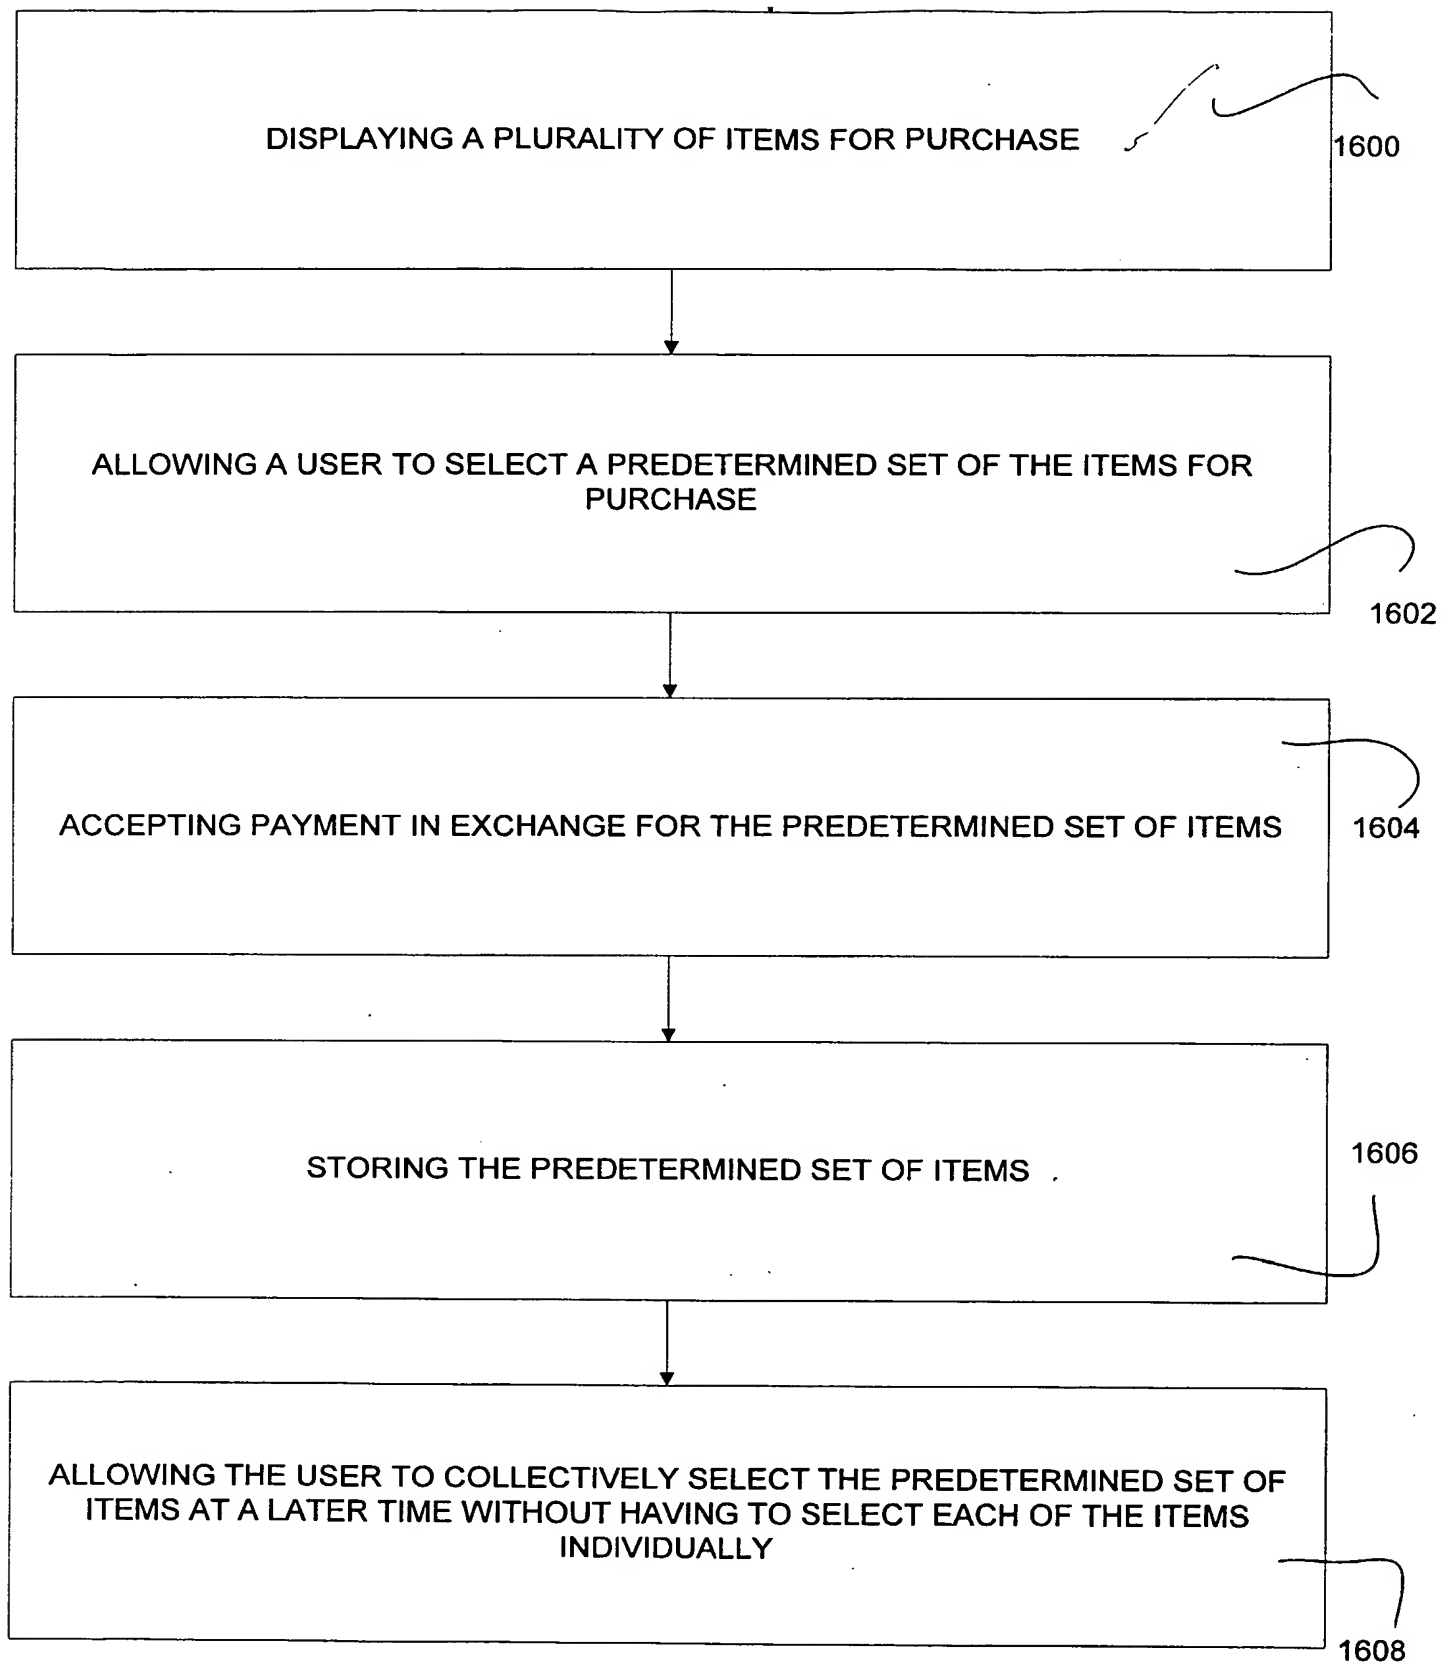 DISPLAYING A PLURALITY OF ITEMS FOR PURCHASE
1600
ALLOWING A USER TO SELECT A PREDETERMINED SET OF THE ITEMS FOR
PURCHASE
1602
ACCEPTING PAYMENT IN EXCHANGE FOR THE PREDETERMINED SET OF ITEMS
1604
STORING THE PREDETERMINED SET OF ITEMS
1606
ALLOWING THE USER TO COLLECTIVELY SELECT THE PREDETERMINED SET OF
ITEMS AT A LATER TIME WITHOUT HAVING TO SELECT EACH OF THE ITEMS
INDIVIDUALLY
1608